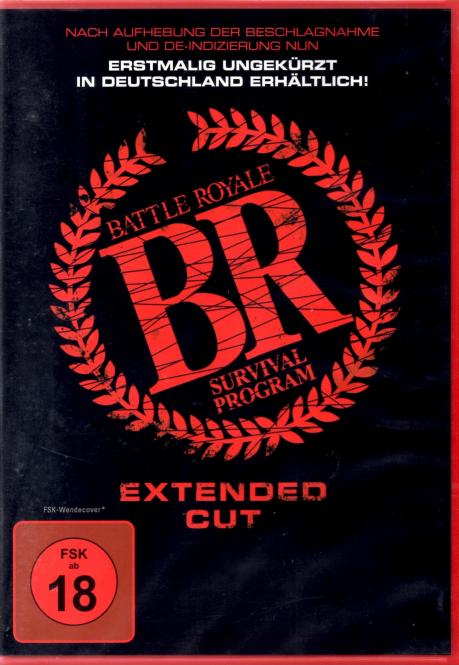 NACH AUFHEBUNG DER BESCHLAGNAHME
UND DE-INDIZIERUNG NUN
ERSTMALIG UNGEKÜRZT
IN DEUTSCHLAND ERHÄLTLICH!
BATTLE ROYALE
BR
SURVIVAL
PROGRAM
EXTENDED
CUT
FSK-Wendecover*
FSK
ab
18